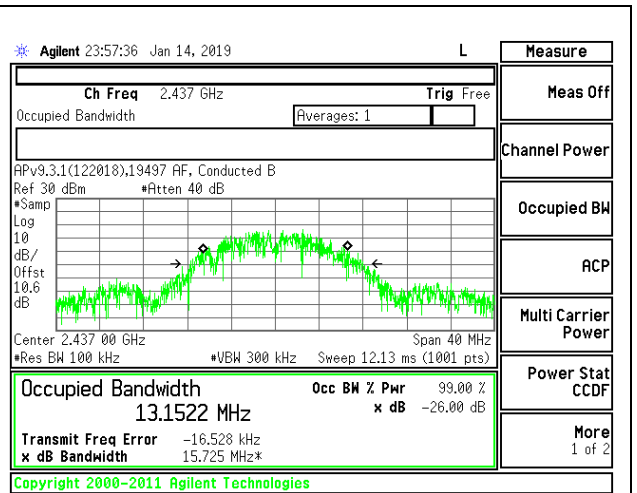 Agilent 23:57:36 Jan 14, 2019 L
Measure
Ch Freq 2.437 GHz Trig Free
Occupied Bandwidth Averages: 1
APv9.3.1(122018),19497 AF, Conducted B
Ref 30 dBm #Atten 40 dB
#Samp
Log
10
dB/
Offst
10.6
dB
Center 2.437 00 GHz Span 40 MHz
#Res BW 100 kHz #VBW 300 kHz Sweep 12.13 ms (1001 pts)
Occupied Bandwidth Occ BW % Pwr 99.00 %
13.1522 MHz x dB -26.00 dB
Transmit Freq Error -16.528 kHz
x dB Bandwidth 15.725 MHz*
Copyright 2000-2011 Agilent Technologies
Meas Off
Channel Power
Occupied BW
ACP
Multi Carrier
Power
Power Stat
CCDF
More
1 of 2